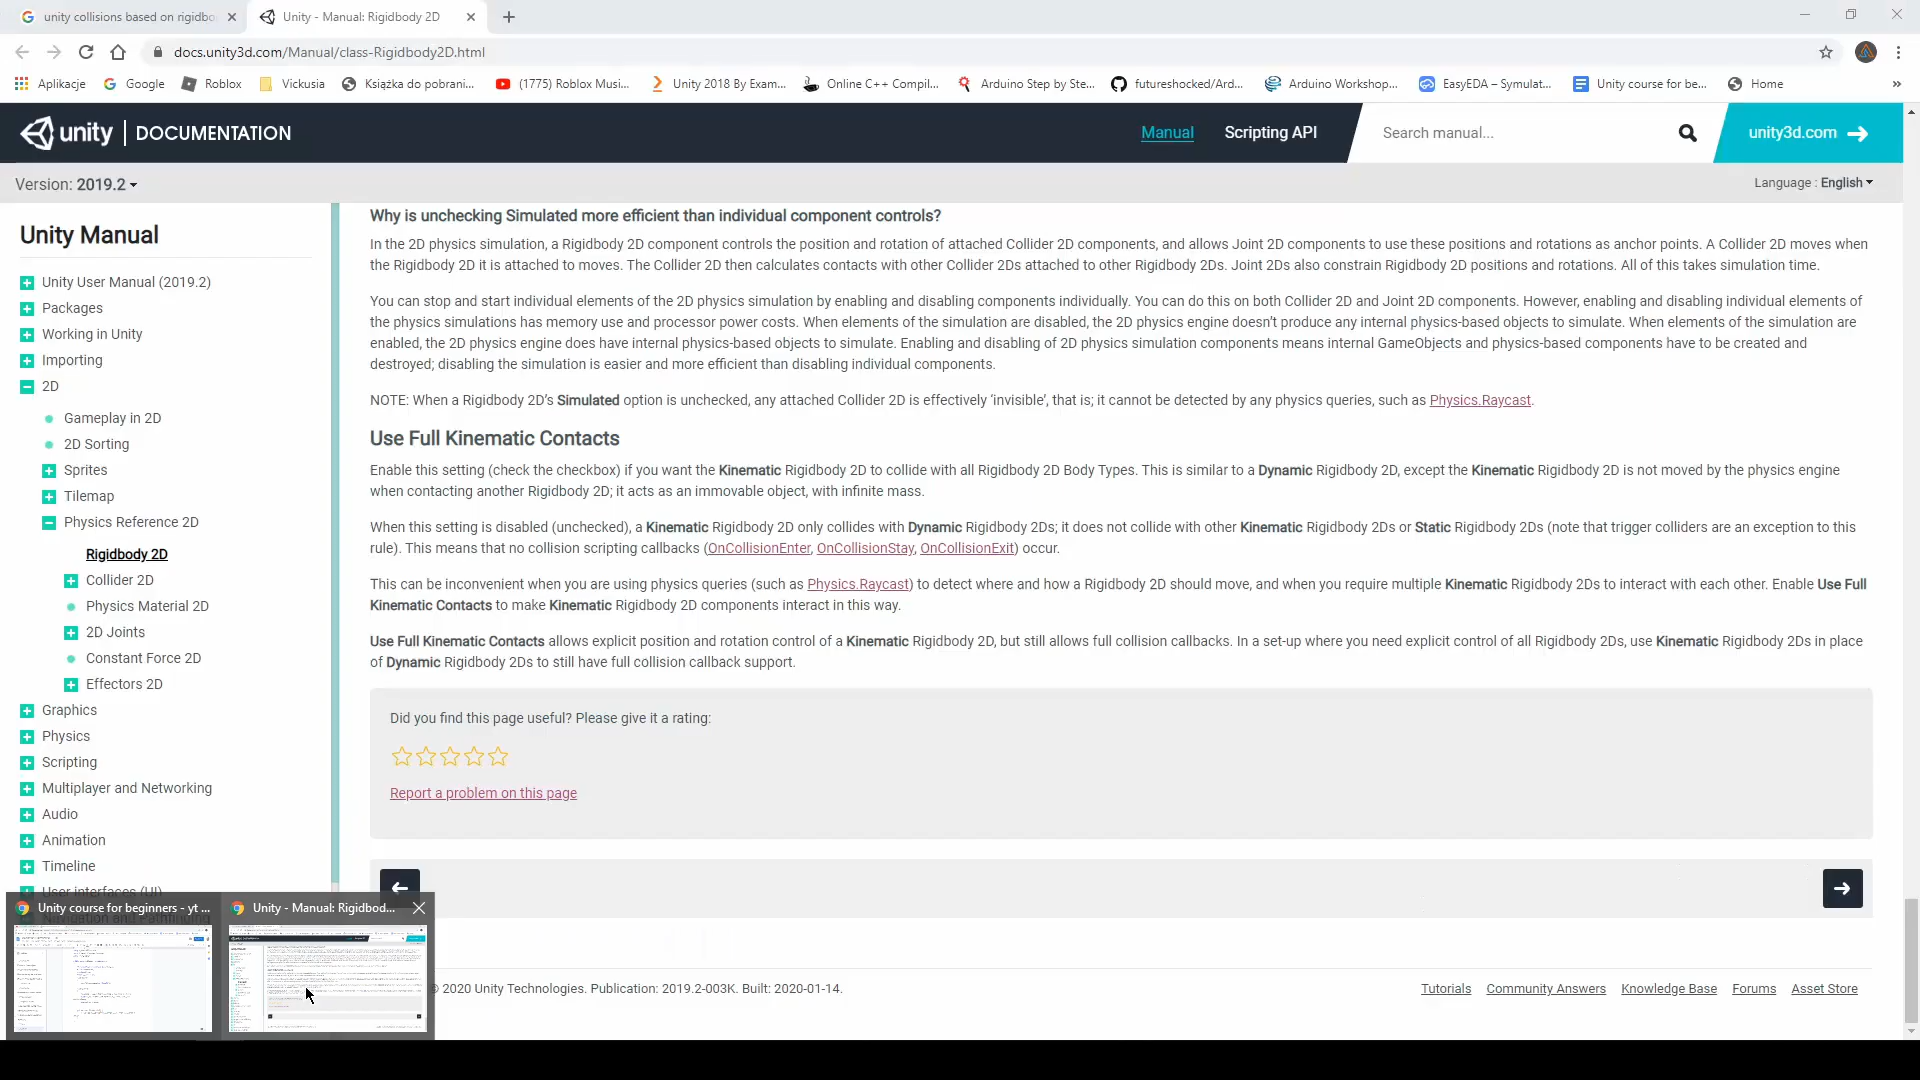 unity collisions based on rigidbo
Unity - Manual: Rigidbody 2D
docs.unity3d.com/Manual/class-Rigidbody2D.html
Aplikacje
Google
Roblox
Vickusia
Książka do pobrani...
(1775) Roblox Musi...
Unity 2018 By Exam...
Online C++ Compil...
Arduino Step by Ste...
futureshocked/Ard...
Arduino Workshop...
EasyEDA – Symulat...
Unity course for be...
Home
»
unity | DOCUMENTATION
Manual
Scripting API
Search manual...
unity3d.com
Version: 2019.2
Language : English
Unity Manual
Unity User Manual (2019.2)
Packages
Working in Unity
Importing
2D
Gameplay in 2D
2D Sorting
Sprites
Tilemap
Physics Reference 2D
Rigidbody 2D
Collider 2D
Physics Material 2D
2D Joints
Constant Force 2D
Effectors 2D
Graphics
Physics
Scripting
Multiplayer and Networking
Audio
Animation
Timeline
User interfaces (UI)
Navigation and Pathfinding
Why is unchecking Simulated more efficient than individual component controls?
In the 2D physics simulation, a Rigidbody 2D component controls the position and rotation of attached Collider 2D components, and allows Joint 2D components to use these positions and rotations as anchor points. A Collider 2D moves when
the Rigidbody 2D it is attached to moves. The Collider 2D then calculates contacts with other Collider 2Ds attached to other Rigidbody 2Ds. Joint 2Ds also constrain Rigidbody 2D positions and rotations. All of this takes simulation time.
You can stop and start individual elements of the 2D physics simulation by enabling and disabling components individually. You can do this on both Collider 2D and Joint 2D components. However, enabling and disabling individual elements of
the physics simulations has memory use and processor power costs. When elements of the simulation are disabled, the 2D physics engine doesn't produce any internal physics-based objects to simulate. When elements of the simulation are
enabled, the 2D physics engine does have internal physics-based objects to simulate. Enabling and disabling of 2D physics simulation components means internal GameObjects and physics-based components have to be created and
destroyed; disabling the simulation is easier and more efficient than disabling individual components.
NOTE: When a Rigidbody 2D's Simulated option is unchecked, any attached Collider 2D is effectively 'invisible', that is; it cannot be detected by any physics queries, such as Physics.Raycast.
Use Full Kinematic Contacts
Enable this setting (check the checkbox) if you want the Kinematic Rigidbody 2D to collide with all Rigidbody 2D Body Types. This is similar to a Dynamic Rigidbody 2D, except the Kinematic Rigidbody 2D is not moved by the physics engine
when contacting another Rigidbody 2D; it acts as an immovable object, with infinite mass.
When this setting is disabled (unchecked), a Kinematic Rigidbody 2D only collides with Dynamic Rigidbody 2Ds; it does not collide with other Kinematic Rigidbody 2Ds or Static Rigidbody 2Ds (note that trigger colliders are an exception to this
rule). This means that no collision scripting callbacks (OnCollisionEnter, OnCollisionStay, OnCollisionExit) occur.
This can be inconvenient when you are using physics queries (such as Physics.Raycast) to detect where and how a Rigidbody 2D should move, and when you require multiple Kinematic Rigidbody 2Ds to interact with each other. Enable Use Full
Kinematic Contacts to make Kinematic Rigidbody 2D components interact in this way.
Use Full Kinematic Contacts allows explicit position and rotation control of a Kinematic Rigidbody 2D, but still allows full collision callbacks. In a set-up where you need explicit control of all Rigidbody 2Ds, use Kinematic Rigidbody 2Ds in place
of Dynamic Rigidbody 2Ds to still have full collision callback support.
Did you find this page useful? Please give it a rating:
Report a problem on this page
Unity course for beginners - yt ...
Unity - Manual: Rigidbod...
© 2020 Unity Technologies. Publication: 2019.2-003K. Built: 2020-01-14.
Tutorials
Community Answers
Knowledge Base
Forums
Asset Store